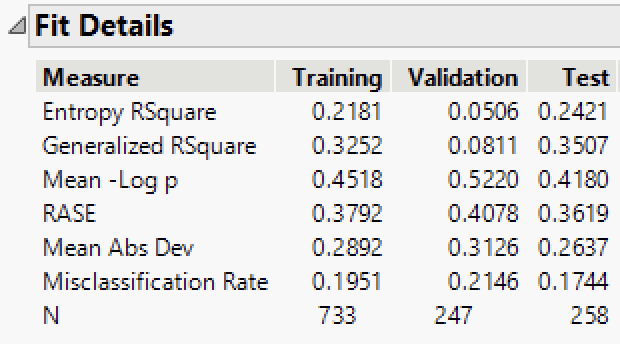 Fit Details
Measure Training Validation Test
Entropy RSquare 0.2181 0.0506 0.2421
Generalized RSquare 0.3252 0.0811 0.3507
Mean -Log p 0.4518 0.5220 0.4180
RASE 0.3792 0.4078 0.3619
Mean Abs Dev 0.2892 0.3126 0.2637
Misclassification Rate 0.1951 0.2146 0.1744
N 733 247 258